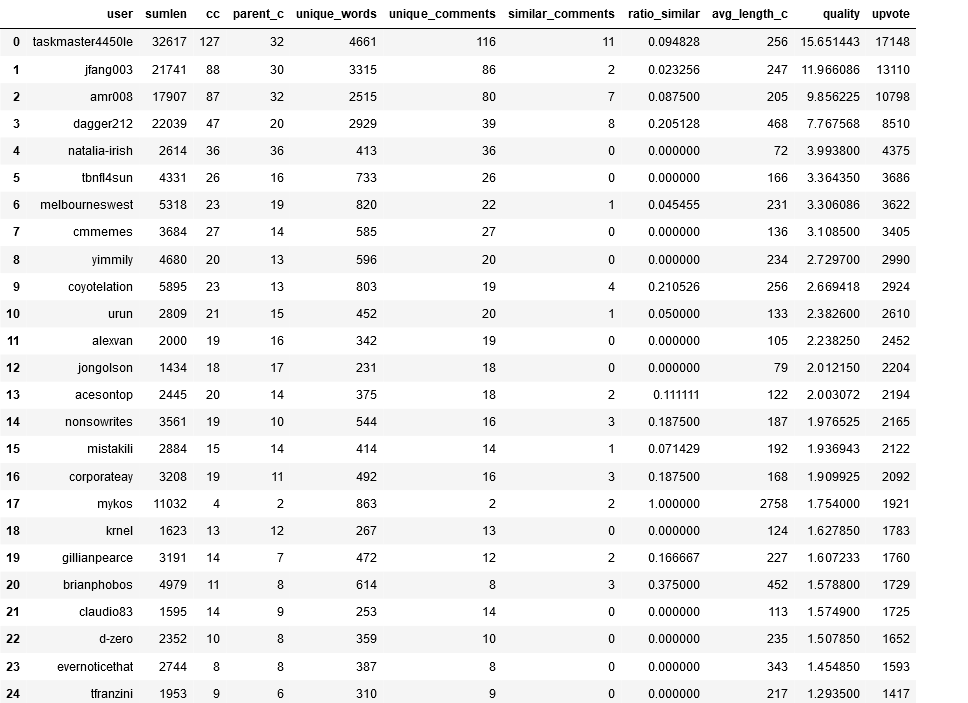 user sumlen cc parent_c unique_words unique_comments similar_comments ratio_similar avg_length_c quality upvote
0 taskmaster4450le 32617 127 32 4661 116 11 0.094828 256 15.651443 17148
1 jfang003 21741 88 30 3315 86 2 0.023256 247 11.966086 13110
2 amr008 17907 87 32 2515 80 7 0.087500 205 9.856225 10798
3 dagger212 22039 47 20 2929 39 8 0.205128 468 7.767568 8510
4 natalia-irish 2614 36 36 413 36 0 0.000000 72 3.993800 4375
5 tbnfl4sun 4331 26 16 733 26 0 0.000000 166 3.364350 3686
6 melbourneswest 5318 23 19 820 22 1 0.045455 231 3.306086 3622
7 cmmemes 3684 27 14 585 27 0 0.000000 136 3.108500 3405
8 yimmily 4680 20 13 596 20 0 0.000000 234 2.729700 2990
9 coyotelation 5895 23 13 803 19 4 0.210526 256 2.669418 2924
10 urun 2809 21 15 452 20 1 0.050000 133 2.382600 2610
11 alexvan 2000 19 16 342 19 0 0.000000 105 2.238250 2452
12 jongolson 1434 18 17 231 18 0 0.000000 79 2.012150 2204
13 acesontop 2445 20 14 375 18 2 0.111111 122 2.003072 2194
14 nonsowrites 3561 19 10 544 16 3 0.187500 187 1.976525 2165
15 mistakili 2884 15 14 414 14 1 0.071429 192 1.936943 2122
16 corporateay 3208 19 11 492 16 3 0.187500 168 1.909925 2092
17 mykos 11032 4 2 863 2 2 1.000000 2758 1.754000 1921
18 krnel 1623 13 12 267 13 0 0.000000 124 1.627850 1783
19 gillianpearce 3191 14 7 472 12 2 0.166667 227 1.607233 1760
20 brianphobos 4979 11 8 614 8 3 0.375000 452 1.578800 1729
21 claudio83 1595 14 9 253 14 0 0.000000 113 1.574900 1725
22 d-zero 2352 10 8 359 10 0 0.000000 235 1.507850 1652
23 evernoticethat 2744 8 8 387 8 0 0.000000 343 1.454850 1593
24 tfranzini 1953 9 6 310 9 0 0.000000 217 1.293500 1417